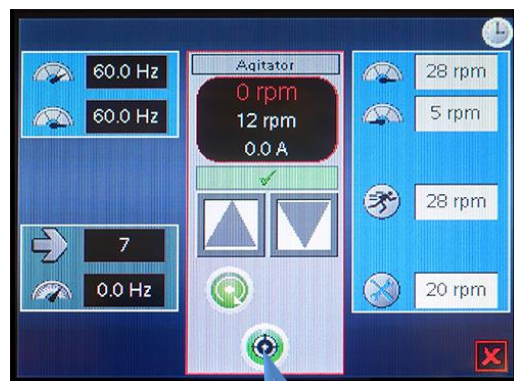 60.0 Hz
60.0 Hz
7
0.0 Hz
Agitator
0 rpm
12 rpm
0.0 A
28 rpm
5 rpm
28 rpm
20 rpm